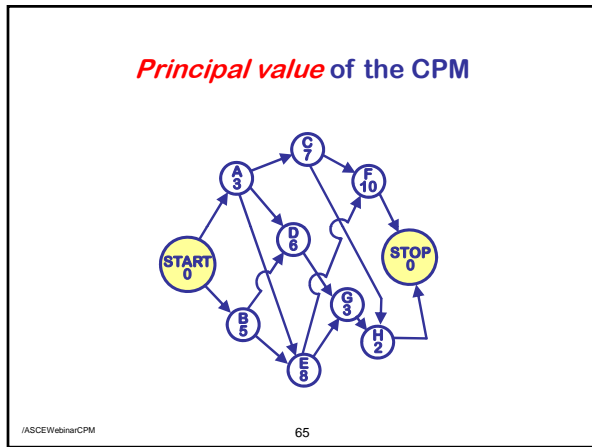 Principal value of the CPM
C
7
A
3
F
10
D
6
START
0
STOP
0
G
3
B
5
H
2
E
8
/ASCEWebinarCPM
65